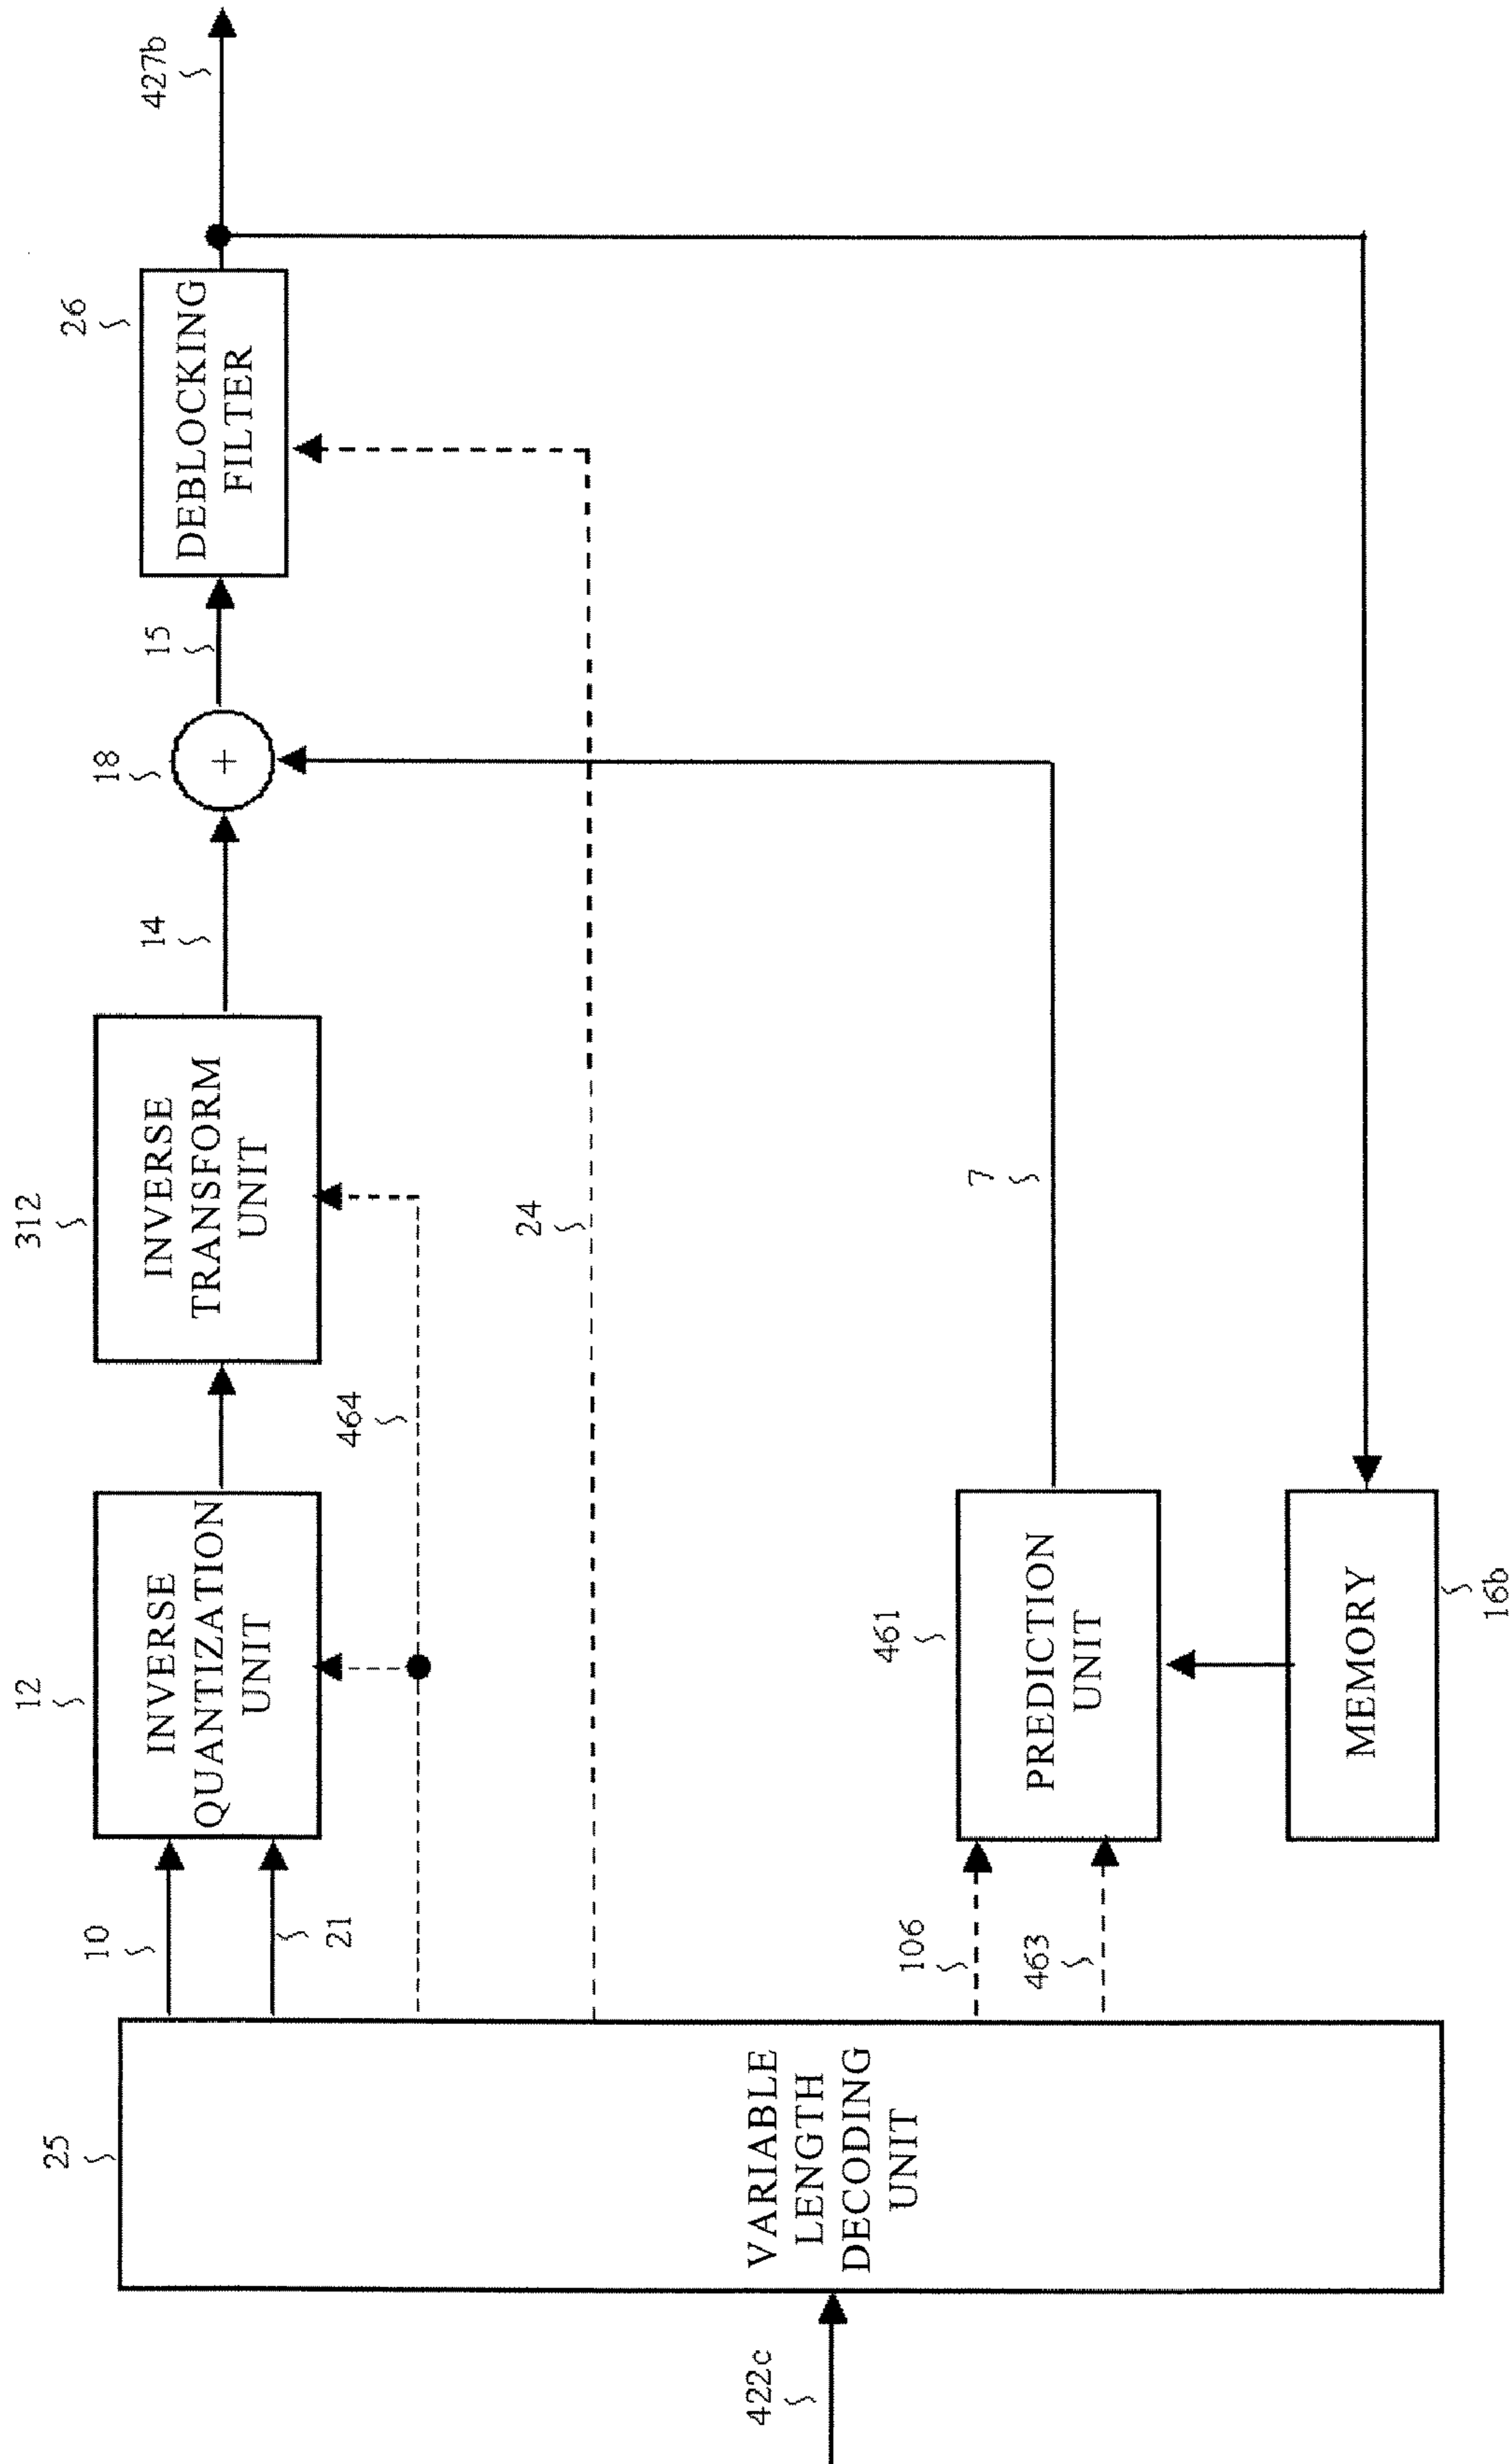 422c
25
VARIABLE
LENGTH
DECODING
UNIT
10
21
12
INVERSE
QUANTIZATION
UNIT
464
312
INVERSE
TRANSFORM
UNIT
14
18
+
15
26
DEBLOCKING
FILTER
427b
24
106
463
461
PREDICTION
UNIT
7
MEMORY
16b